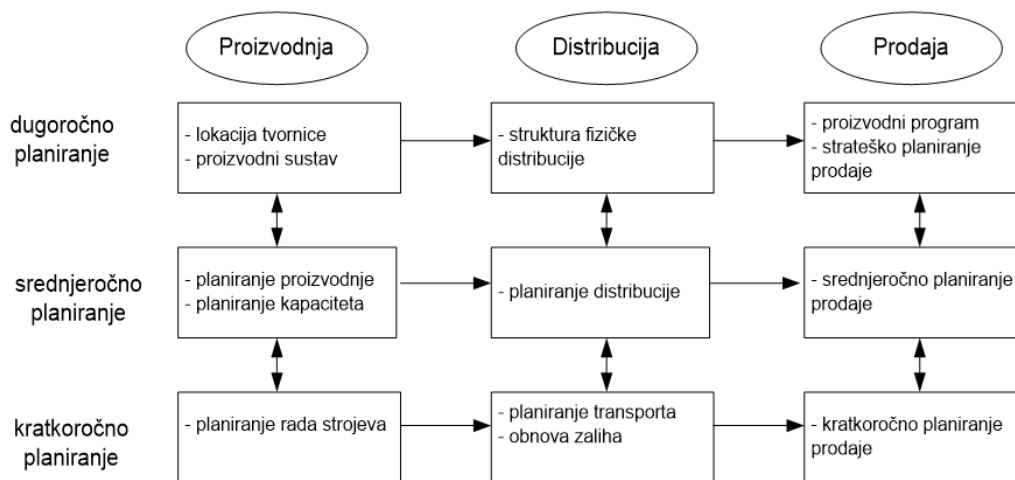 Proizvodnja
Distribucija
Prodaja
dugoročno
planiranje
- lokacija tvornice
- proizvodni sustav
- struktura fizičke
distribucije
- proizvodni program
- strateško planiranje
prodaje
srednjeročno
planiranje
- planiranje proizvodnje
- planiranje kapaciteta
- planiranje distribucije
- srednjeročno planiranje
prodaje
kratkoročno
planiranje
- planiranje rada strojeva
- planiranje transporta
- obnova zaliha
- kratkoročno planiranje
prodaje